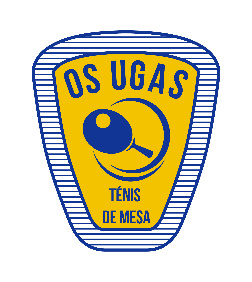 OS UGAS
TÉNIS
DE MESA